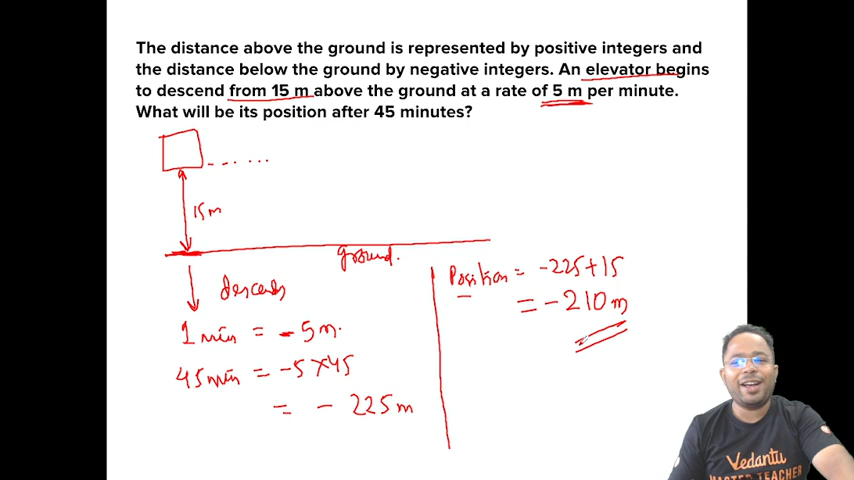 The distance above the ground is represented by positive integers and
the distance below the ground by negative integers. An elevator begins
to descend from 15 m above the ground at a rate of 5 m per minute.
What will be its position after 45 minutes?
15m
ground.
descends
1 min = -5m.
45min = -5×45
= - 225m
Position = -225+15
= -210m
Vedantu
MASTER TEACHER